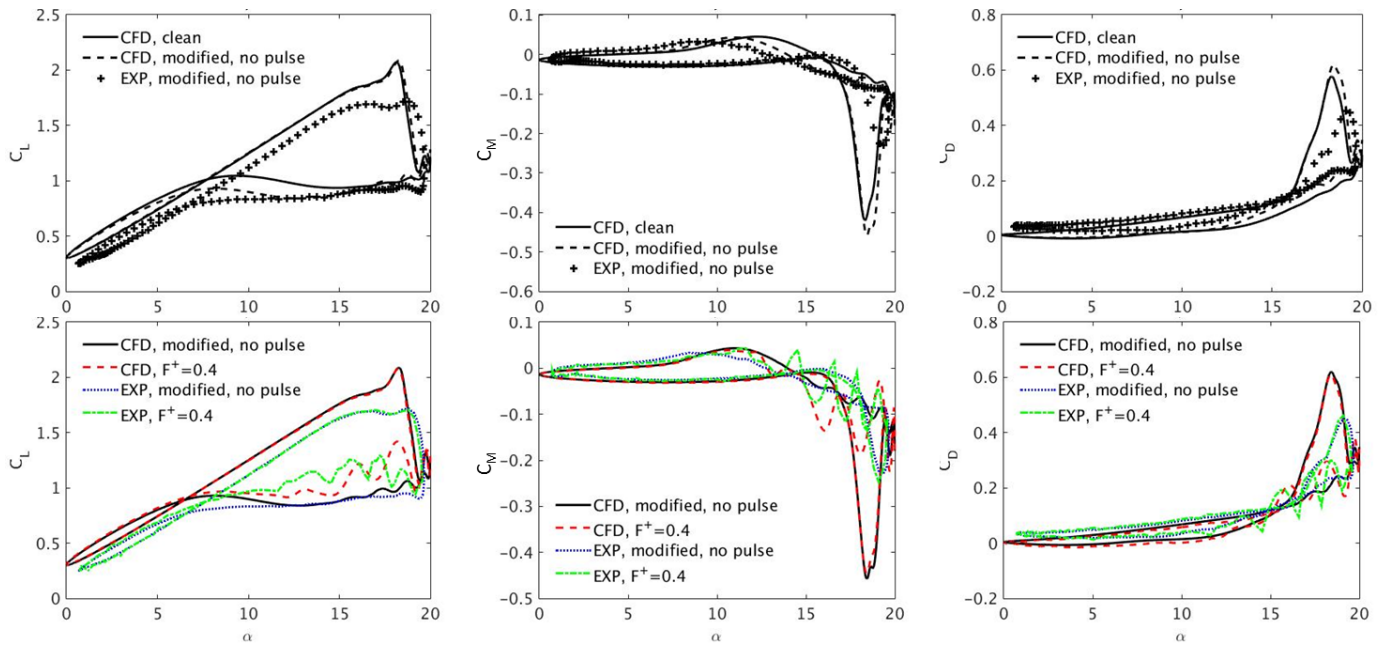 2.5
2
1.5
1
0.5
0
C_L
CFD, clean
CFD, modified, no pulse
EXP, modified, no pulse
0 5 10 15 20
0.1
0
-0.1
-0.2
-0.3
-0.4
-0.5
-0.6
C_M
CFD, clean
CFD, modified, no pulse
EXP, modified, no pulse
0 5 10 15 20
0.8
0.6
0.4
0.2
0
-0.2
C_D
CFD, clean
CFD, modified, no pulse
EXP, modified, no pulse
0 5 10 15 20
2.5
2
1.5
1
0.5
0
C_L
CFD, modified, no pulse
CFD, F⁺=0.4
EXP, modified, no pulse
EXP, F⁺=0.4
0 5 10 15 20
α
0.1
0
-0.1
-0.2
-0.3
-0.4
-0.5
C_M
CFD, modified, no pulse
CFD, F⁺=0.4
EXP, modified, no pulse
EXP, F⁺=0.4
0 5 10 15 20
α
0.8
0.6
0.4
0.2
0
-0.2
C_D
CFD, modified, no pulse
CFD, F⁺=0.4
EXP, modified, no pulse
EXP, F⁺=0.4
0 5 10 15 20
α